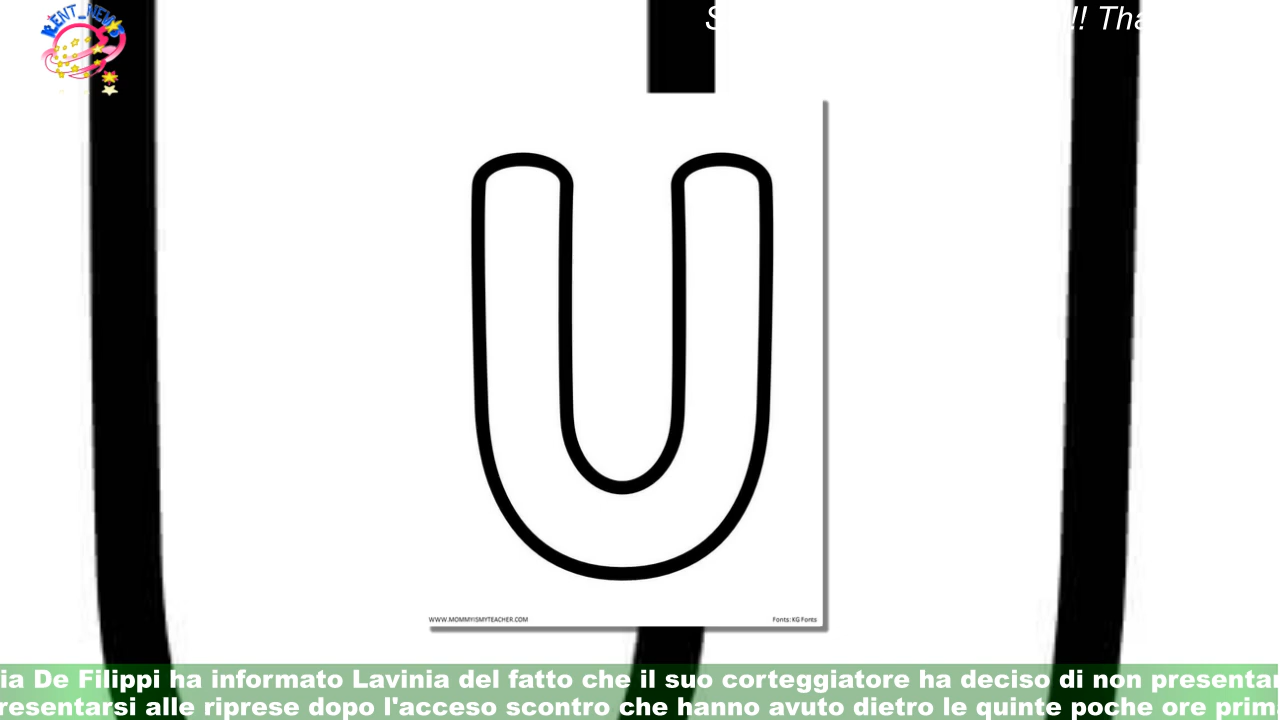 KENT_NEWS
!! Tha
U
WWW.MOMMYISMYTEACHER.COM
Fonts: KG Fonts
ia De Filippi ha informato Lavinia del fatto che il suo corteggiatore ha deciso di non presentar
resentarsi alle riprese dopo l'acceso scontro che hanno avuto dietro le quinte poche ore prim